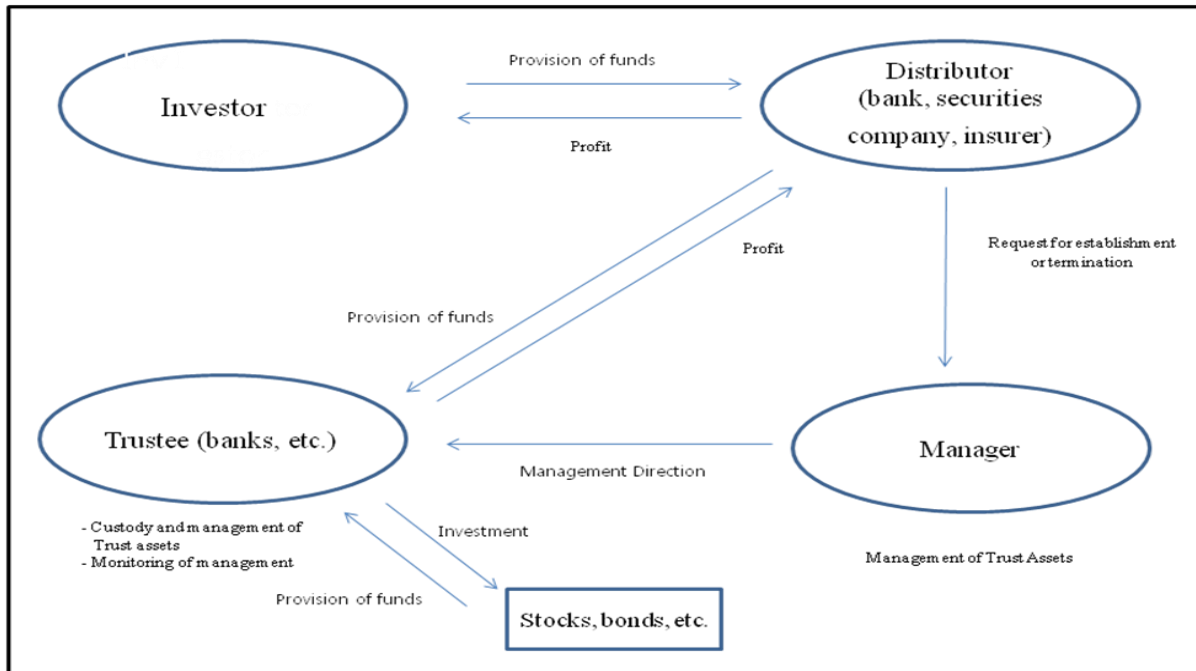 Provision of funds
Investor
Distributor
(bank, securities
company, insurer)
Profit
Request for establishment
or termination
Profit
Provision of funds
Trustee (banks, etc.)
Management Direction
Manager
- Custody and management of
Trust assets
- Monitoring of management
Investment
Management of Trust Assets
Provision of funds
Stocks, bonds, etc.